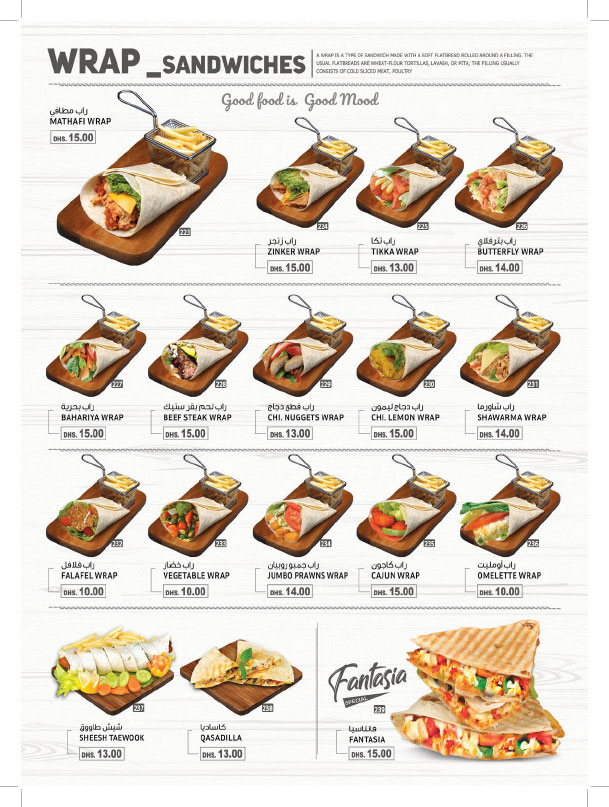 WRAP _SANDWICHES
A WRAP IS A TYPE OF SANDWICH MADE WITH A SOFT FLATBREAD ROLLED AROUND A FILLING. THE
USUAL FLATBREADS ARE WHEAT-FLOUR TORTILLAS, LAVASH, OR PITA; THE FILLING USUALLY
CONSISTS OF COLD SLICED MEAT, POULTRY
Good food is Good Mood
راب مطافي
MATHAFI WRAP
DHS. 15.00
223
224
راب زنجر
ZINKER WRAP
DHS. 15.00
225
راب تكا
TIKKA WRAP
DHS. 13.00
226
راب بترفلاي
BUTTERFLY WRAP
DHS. 14.00
227
راب بحرية
BAHARIYA WRAP
DHS. 15.00
228
راب لحم بقر ستيك
BEEF STEAK WRAP
DHS. 15.00
229
راب قطع دجاج
CHI. NUGGETS WRAP
DHS. 13.00
230
راب دجاج ليمون
CHI. LEMON WRAP
DHS. 15.00
231
راب شاورما
SHAWARMA WRAP
DHS. 14.00
232
راب فلافل
FALAFEL WRAP
DHS. 10.00
233
راب خضار
VEGETABLE WRAP
DHS. 10.00
234
راب جمبو روبيان
JUMBO PRAWNS WRAP
DHS. 14.00
235
راب كاجون
CAJUN WRAP
DHS. 15.00
236
راب أومليت
OMELETTE WRAP
DHS. 10.00
237
شيش طاووق
SHEESH TAEWOOK
DHS. 13.00
238
كاساديا
QASADILLA
DHS. 13.00
Fantasia
SPECIAL
239
فانتاسيا
FANTASIA
DHS. 15.00